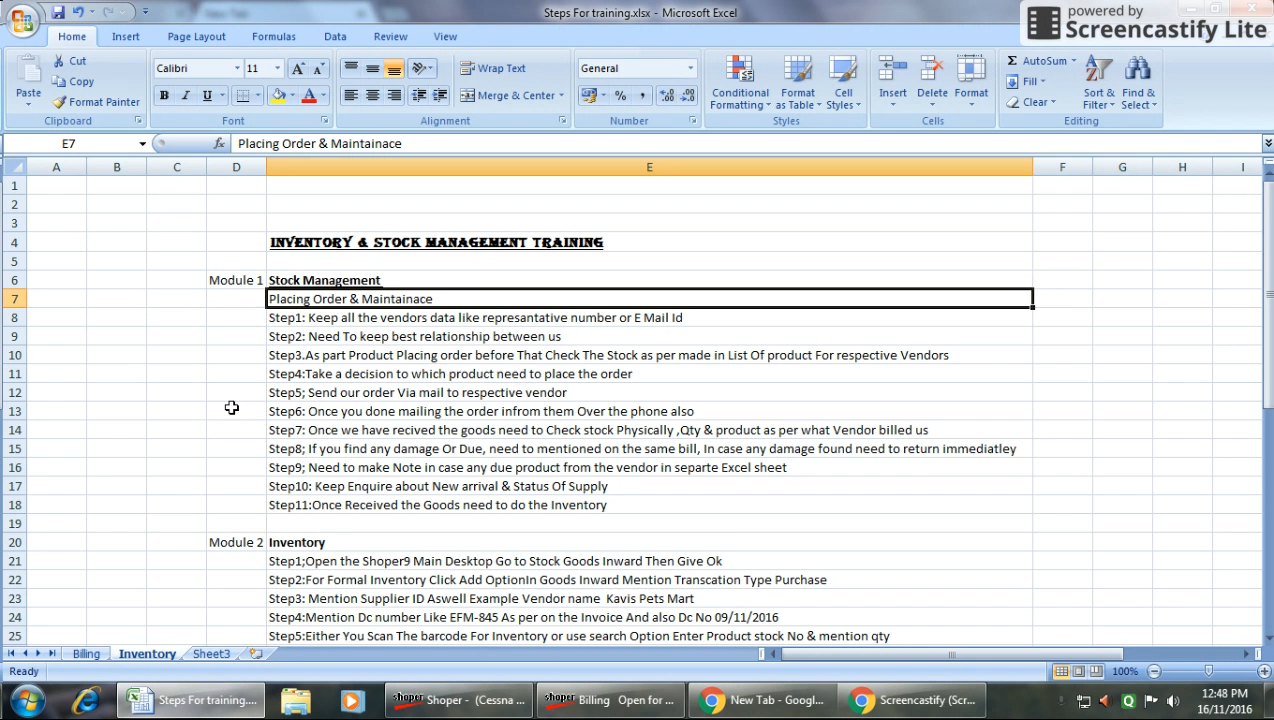 Steps For training.xlsx - Microsoft Excel
powered by
Screencastify Lite
Home Insert Page Layout Formulas Data Review View
Cut
Copy
Format Painter
Paste
Clipboard
Calibri 11
B I U
Font
Wrap Text
Merge & Center
Alignment
General
Number
Conditional Formatting
Format as Table
Cell Styles
Styles
Insert Delete Format
Cells
AutoSum
Fill
Clear
Sort & Filter
Find & Select
Editing
E7 fx Placing Order & Maintainace
A B C D E F G H I
1
2
3
4 INVENTORY & STOCK MANAGEMENT TRAINING
5
6 Module 1 Stock Management
7 Placing Order & Maintainace
8 Step1: Keep all the vendors data like represantative number or E Mail Id
9 Step2: Need To keep best relationship between us
10 Step3.As part Product Placing order before That Check The Stock as per made in List Of product For respective Vendors
11 Step4:Take a decision to which product need to place the order
12 Step5; Send our order Via mail to respective vendor
13 Step6: Once you done mailing the order infrom them Over the phone also
14 Step7: Once we have recived the goods need to Check stock Physically ,Qty & product as per what Vendor billed us
15 Step8; If you find any damage Or Due, need to mentioned on the same bill, In case any damage found need to return immediatley
16 Step9; Need to make Note in case any due product from the vendor in separte Excel sheet
17 Step10: Keep Enquire about New arrival & Status Of Supply
18 Step11:Once Received the Goods need to do the Inventory
19
20 Module 2 Inventory
21 Step1;Open the Shoper9 Main Desktop Go to Stock Goods Inward Then Give Ok
22 Step2:For Formal Inventory Click Add OptionIn Goods Inward Mention Transcation Type Purchase
23 Step3: Mention Supplier ID Aswell Example Vendor name Kavis Pets Mart
24 Step4:Mention Dc number Like EFM-845 As per on the Invoice And also Dc No 09/11/2016
25 Step5:Either You Scan The barcode For Inventory or use search Option Enter Product stock No & mention qty
Billing Inventory Sheet3
Ready 100%
Steps For training.... shoper Shoper - (Cessna ... shoper Billing Open for ... New Tab - Googl... Screencastify (Scr...
12:48 PM
16/11/2016